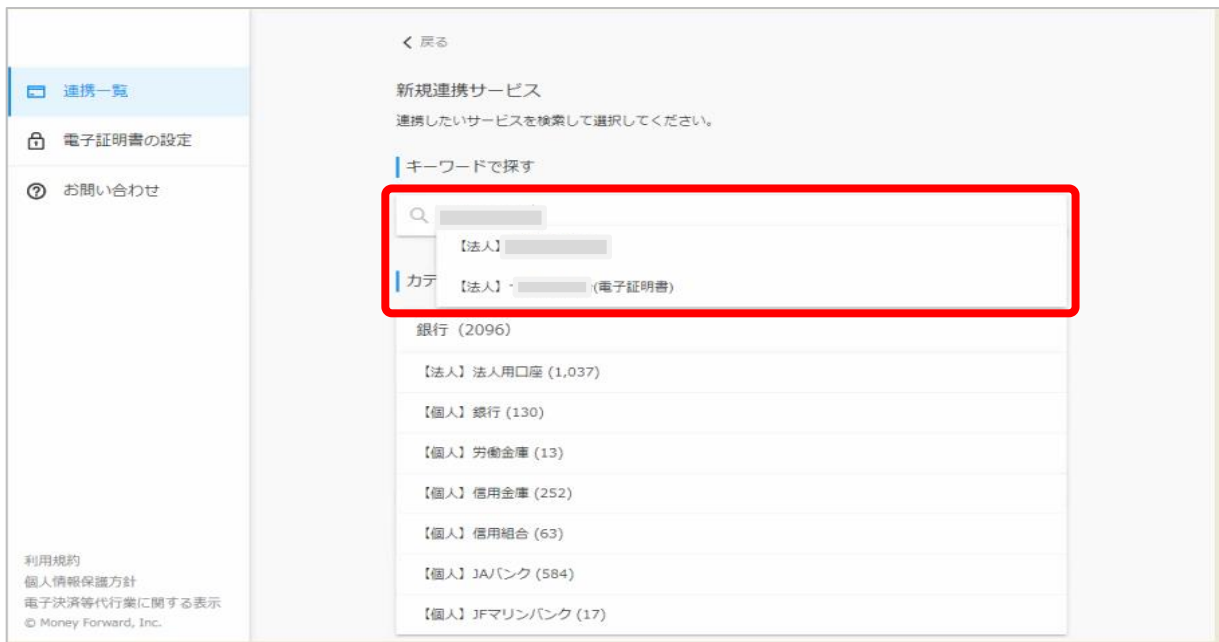 戻る
連携一覧
電子証明書の設定
お問い合わせ
新規連携サービス
連携したいサービスを検索して選択してください。
キーワードで探す
【法人】
【法人】 (電子証明書)
カテ
銀行 (2096)
【法人】法人用口座 (1,037)
【個人】銀行 (130)
【個人】労働金庫 (13)
【個人】信用金庫 (252)
【個人】信用組合 (63)
【個人】JAバンク (584)
【個人】JFマリンバンク (17)
利用規約
個人情報保護方針
電子決済等代行業に関する表示
© Money Forward, Inc.